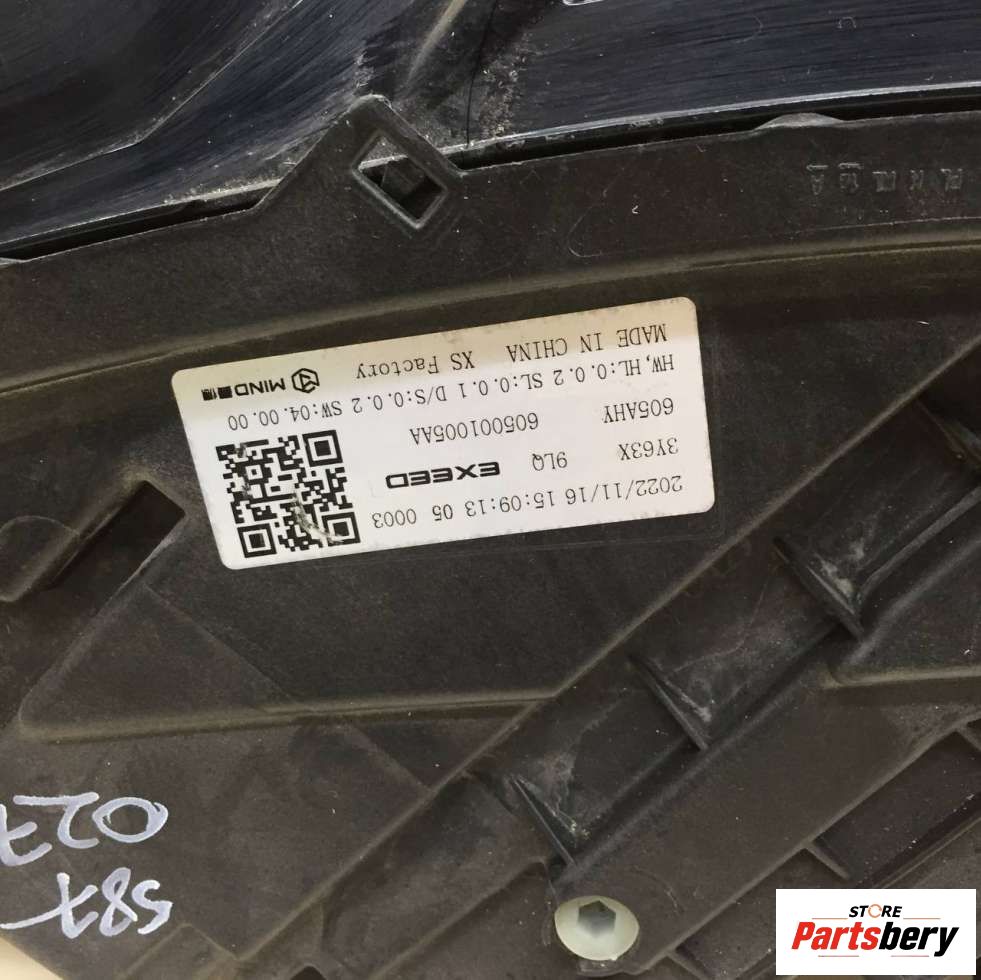 2022/11/16 15:09:13 05 0003
3Y63X 9LQ EXEED
605AHY 605001005AA
HW,HL:0.0.2 SL:0.0.1 D/S:0.0.2 SW:04.00.00
MADE IN CHINA XS Factory MIND
STORE
Partsbery